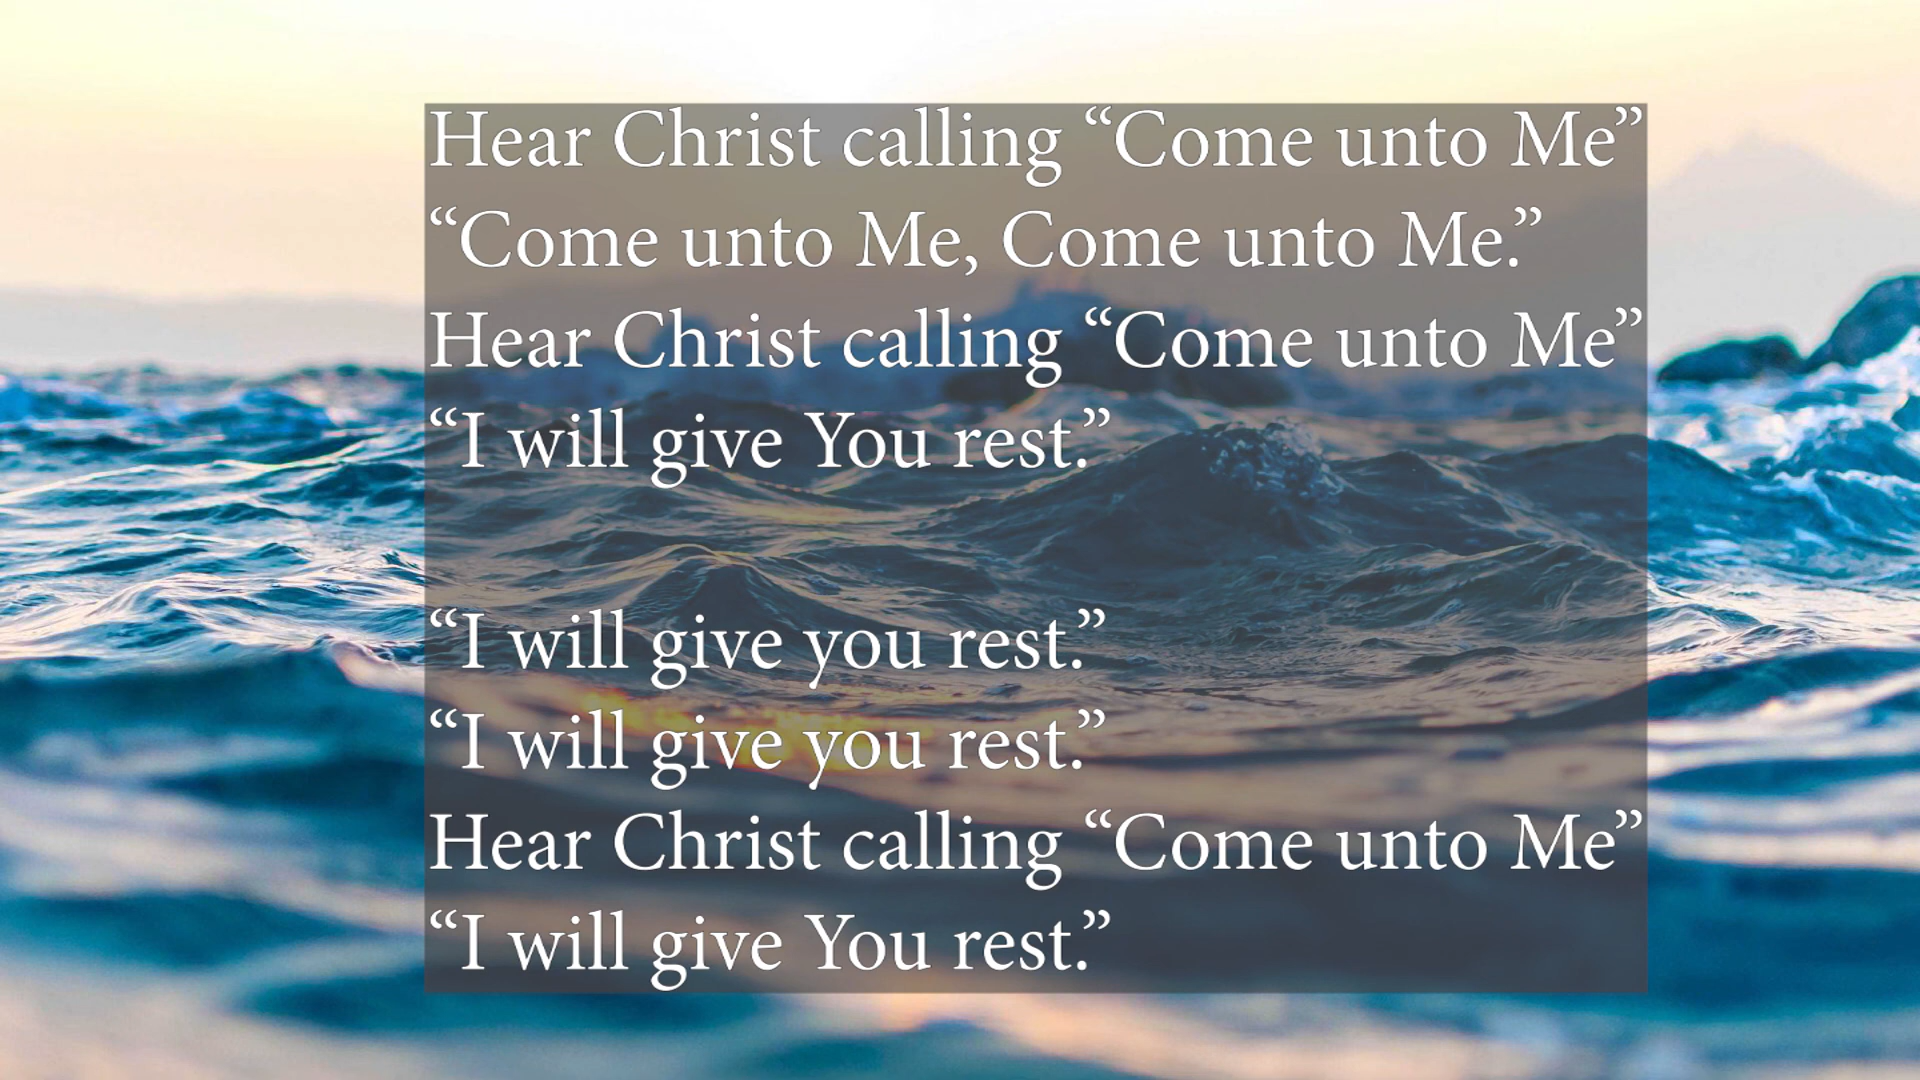 Hear Christ calling “Come unto Me”
“Come unto Me, Come unto Me.”
Hear Christ calling “Come unto Me”
“I will give You rest.”
“I will give you rest.”
“I will give you rest.”
Hear Christ calling “Come unto Me”
“I will give You rest.”